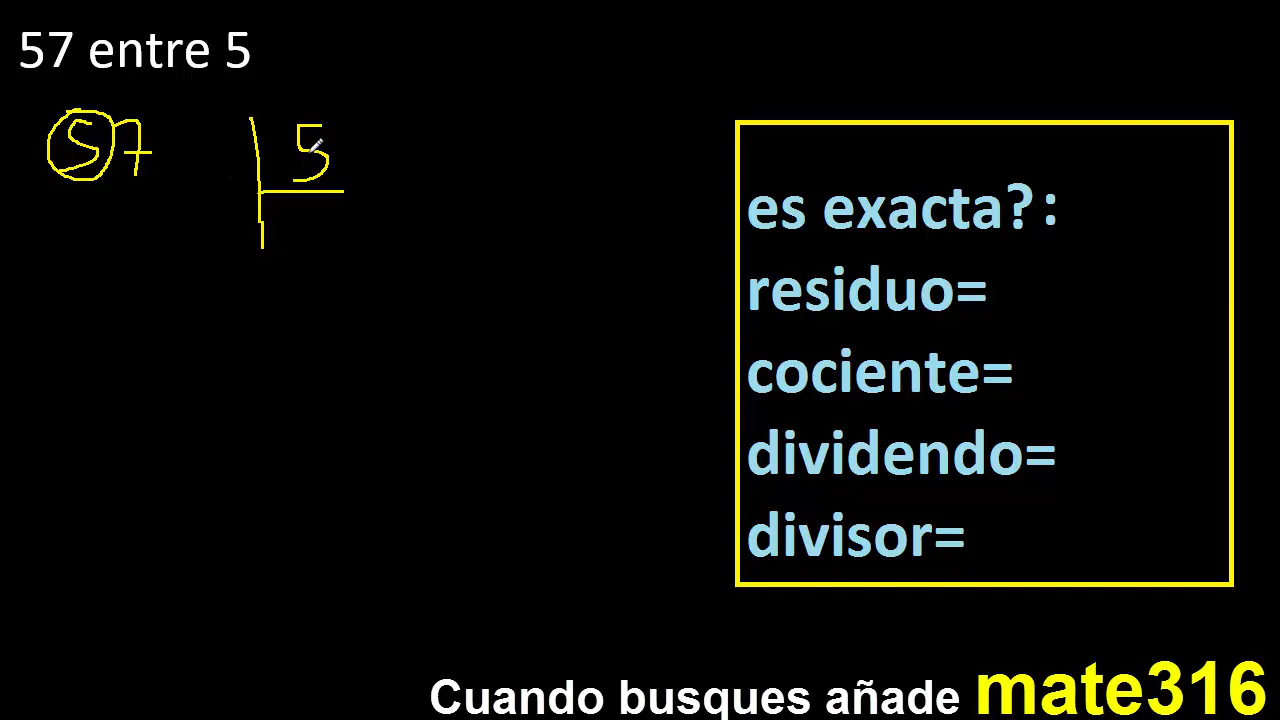 57 entre 5
57 5
es exacta?:
residuo=
cociente=
dividendo=
divisor=
Cuando busques añade mate316